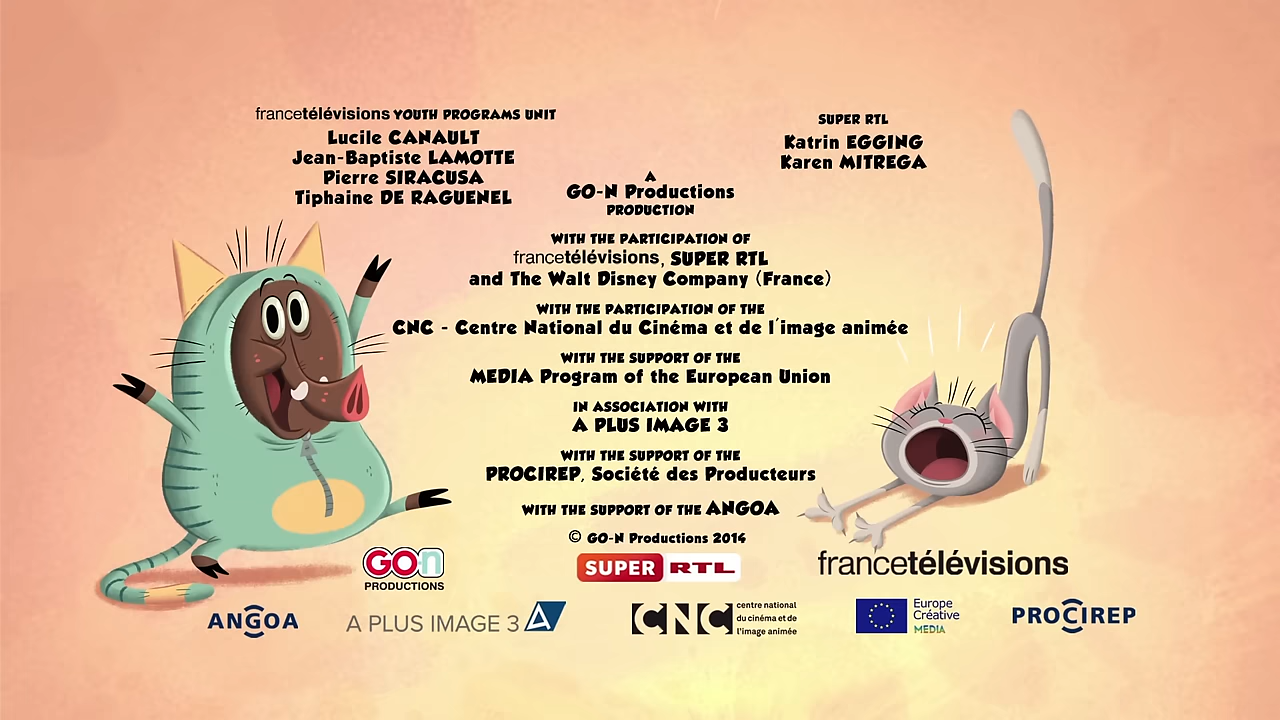 francetélévisions YOUTH PROGRAMS UNIT
Lucile CANAULT
Jean-Baptiste LAMOTTE
Pierre SIRACUSA
Tiphaine DE RAGUENEL
SUPER RTL
Katrin EGGING
Karen MITREGA
A
GO-N Productions
PRODUCTION
WITH THE PARTICIPATION OF
francetélévisions, SUPER RTL
and The Walt Disney Company (France)
WITH THE PARTICIPATION OF THE
CNC - Centre National du Cinéma et de l'image animée
WITH THE SUPPORT OF THE
MEDIA Program of the European Union
IN ASSOCIATION WITH
A PLUS IMAGE 3
WITH THE SUPPORT OF THE
PROCIREP, Société des Producteurs
WITH THE SUPPORT OF THE ANGOA
© GO-N Productions 2014
GO-n
PRODUCTIONS
SUPER RTL
francetélévisions
ANGOA
A PLUS IMAGE 3
CNC
centre national
du cinéma et de
l'image animée
Europe
Créative
MEDIA
PROCIREP